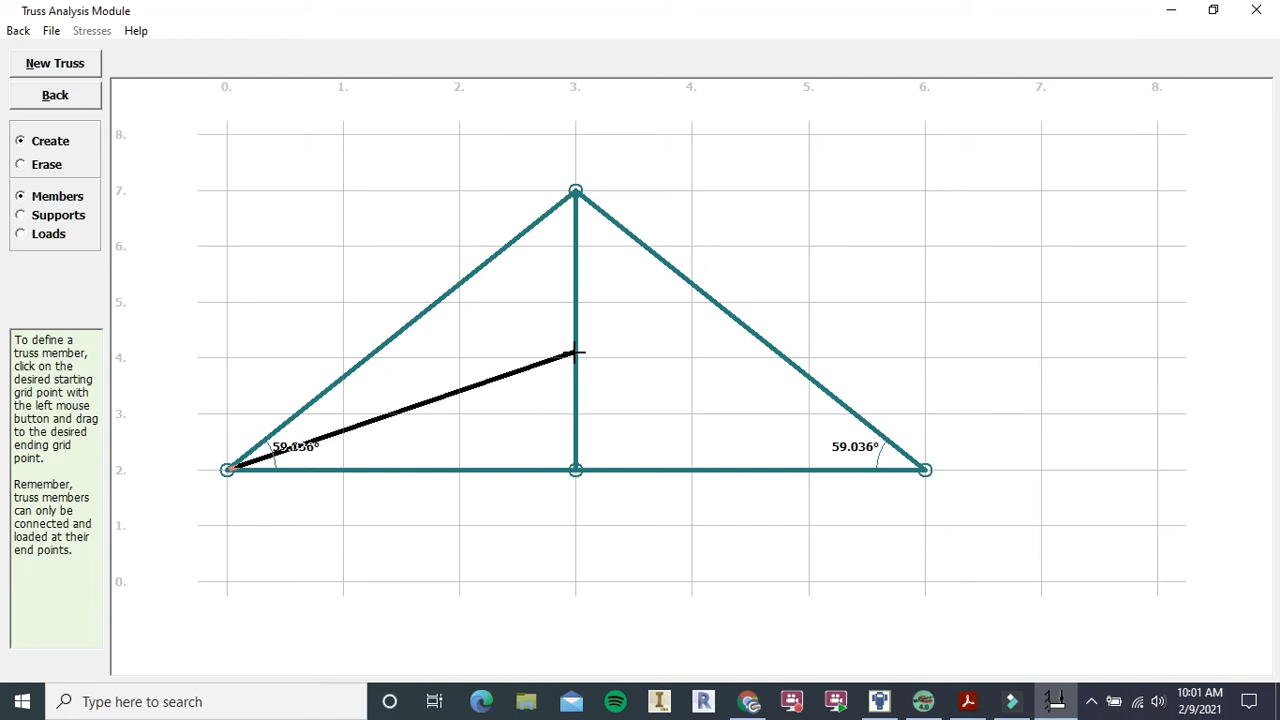 Truss Analysis Module
Back File Stresses Help
New Truss
Back
Create
Erase
Members
Supports
Loads
To define a
truss member,
click on the
desired starting
grid point with
the left mouse
button and drag
to the desired
ending grid
point.
Remember,
truss members
can only be
connected and
loaded at their
end points.
0. 1. 2. 3. 4. 5. 6. 7. 8.
8.
7.
6.
5.
4.
3.
59.036° 59.036°
2.
1.
0.
Type here to search
10:01 AM
2/9/2021